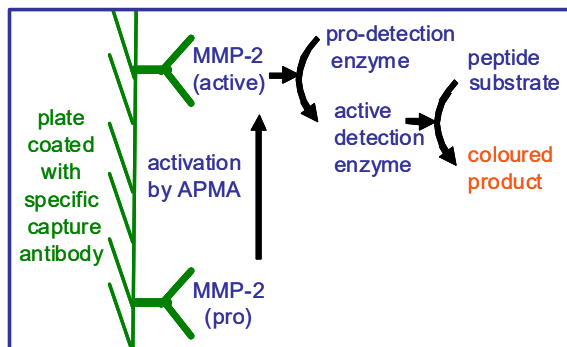 plate
coated
with
specific
capture
antibody
MMP-2
(active)
activation
by APMA
MMP-2
(pro)
pro-detection
enzyme
active
detection
enzyme
peptide
substrate
coloured
product